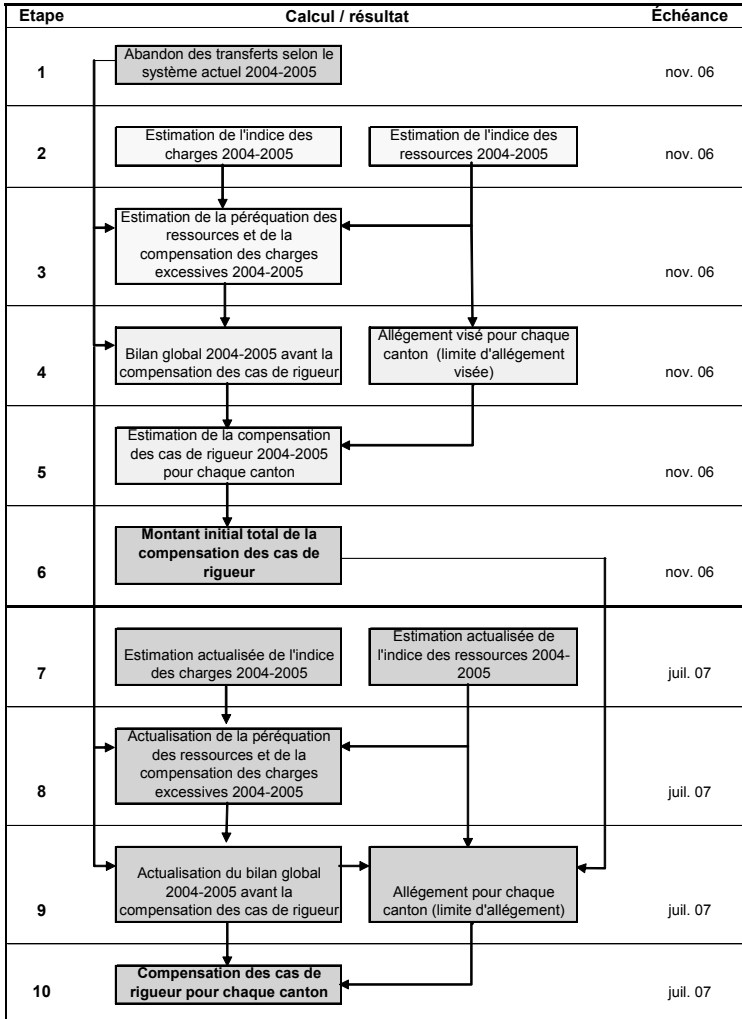 Etape
Calcul / résultat
Échéance
Abandon des transferts selon le
système actuel 2004-2005
1
nov. 06
Estimation de l'indice des
charges 2004-2005
Estimation de l'indice des
ressources 2004-2005
2
nov. 06
Estimation de la péréquation des
ressources et de la
compensation des charges
excessives 2004-2005
3
nov. 06
Bilan global 2004-2005 avant la
compensation des cas de rigueur
Allégement visé pour chaque
canton (limite d'allégement
visée)
4
nov. 06
Estimation de la compensation
des cas de rigueur 2004-2005
pour chaque canton
5
nov. 06
Montant initial total de la
compensation des cas de
rigueur
6
nov. 06
Estimation actualisée de l'indice
des charges 2004-2005
Estimation actualisée de
l'indice des ressources 2004-
2005
7
juil. 07
Actualisation de la péréquation
des ressources et de la
compensation des charges
excessives 2004-2005
8
juil. 07
Actualisation du bilan global
2004-2005 avant la
compensation des cas de rigueur
Allégement pour chaque
canton (limite d'allégement)
9
juil. 07
Compensation des cas de
rigueur pour chaque canton
10
juil. 07